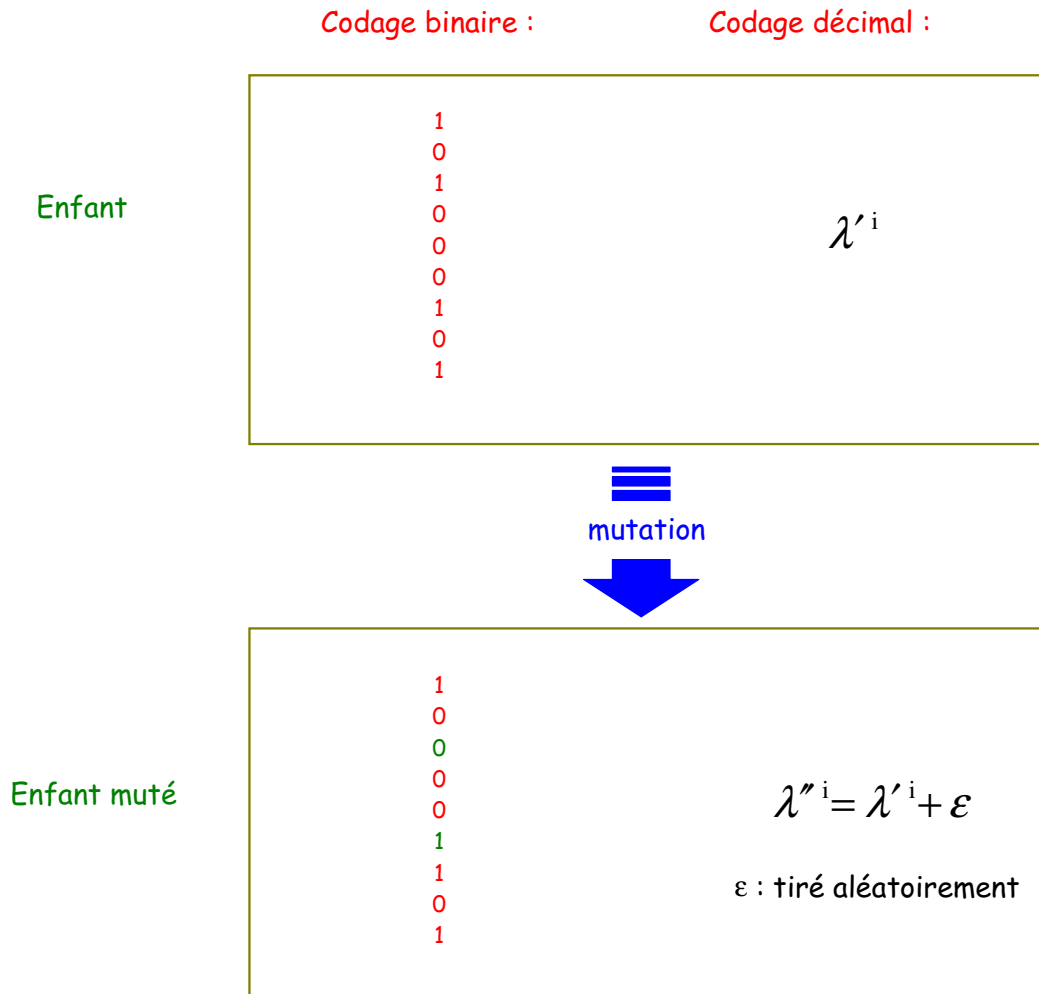 Codage binaire : Codage décimal :
Enfant
1
0
1
0
0
0
1
0
1
λ′ i
mutation
Enfant muté
1
0
0
0
0
1
1
0
1
λ″ i = λ′ i + ε
ε : tiré aléatoirement